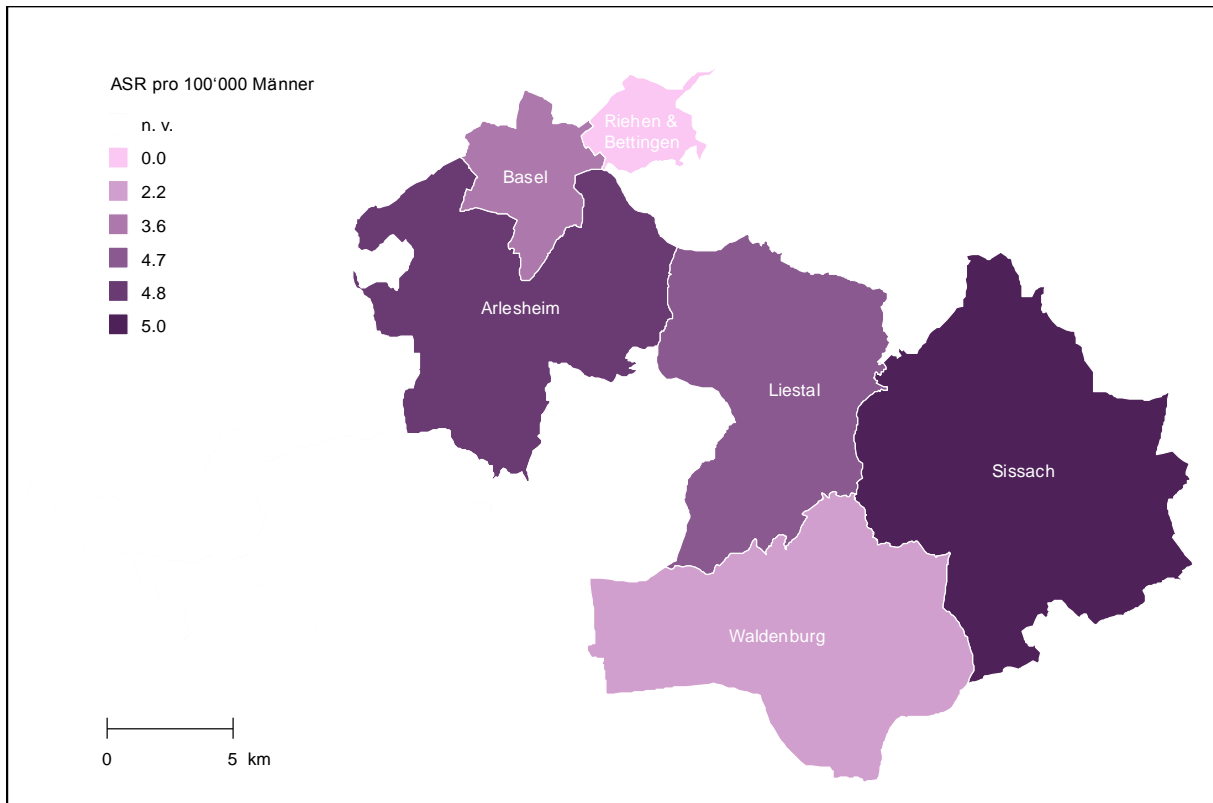 ASR pro 100‘000 Männer
n. v.
0.0
2.2
3.6
4.7
4.8
5.0
Riehen &
Bettingen
Basel
Arlesheim
Liestal
Sissach
Waldenburg
0 5 km